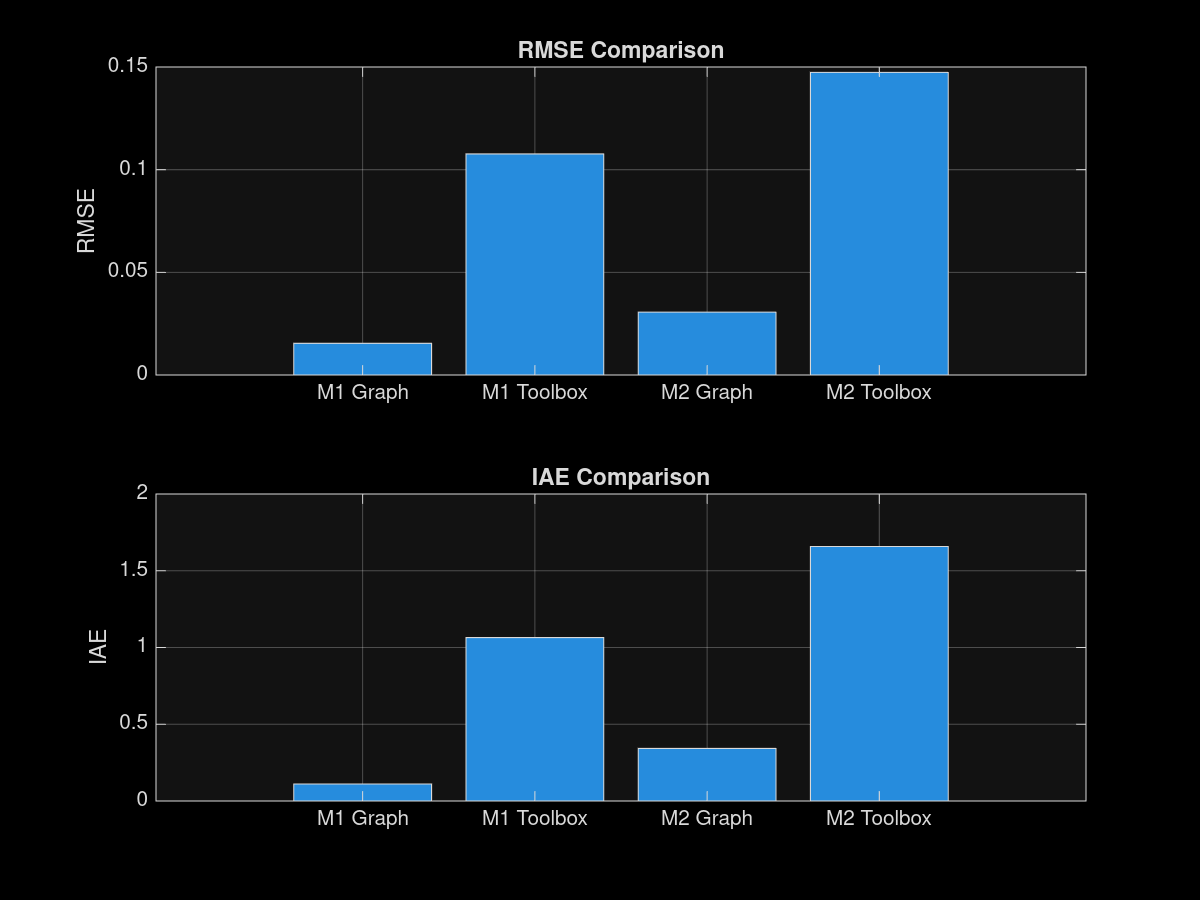 RMSE Comparison
0.15
0.1
0.05
0
RMSE
M1 Graph M1 Toolbox M2 Graph M2 Toolbox
IAE Comparison
2
1.5
1
0.5
0
IAE
M1 Graph M1 Toolbox M2 Graph M2 Toolbox